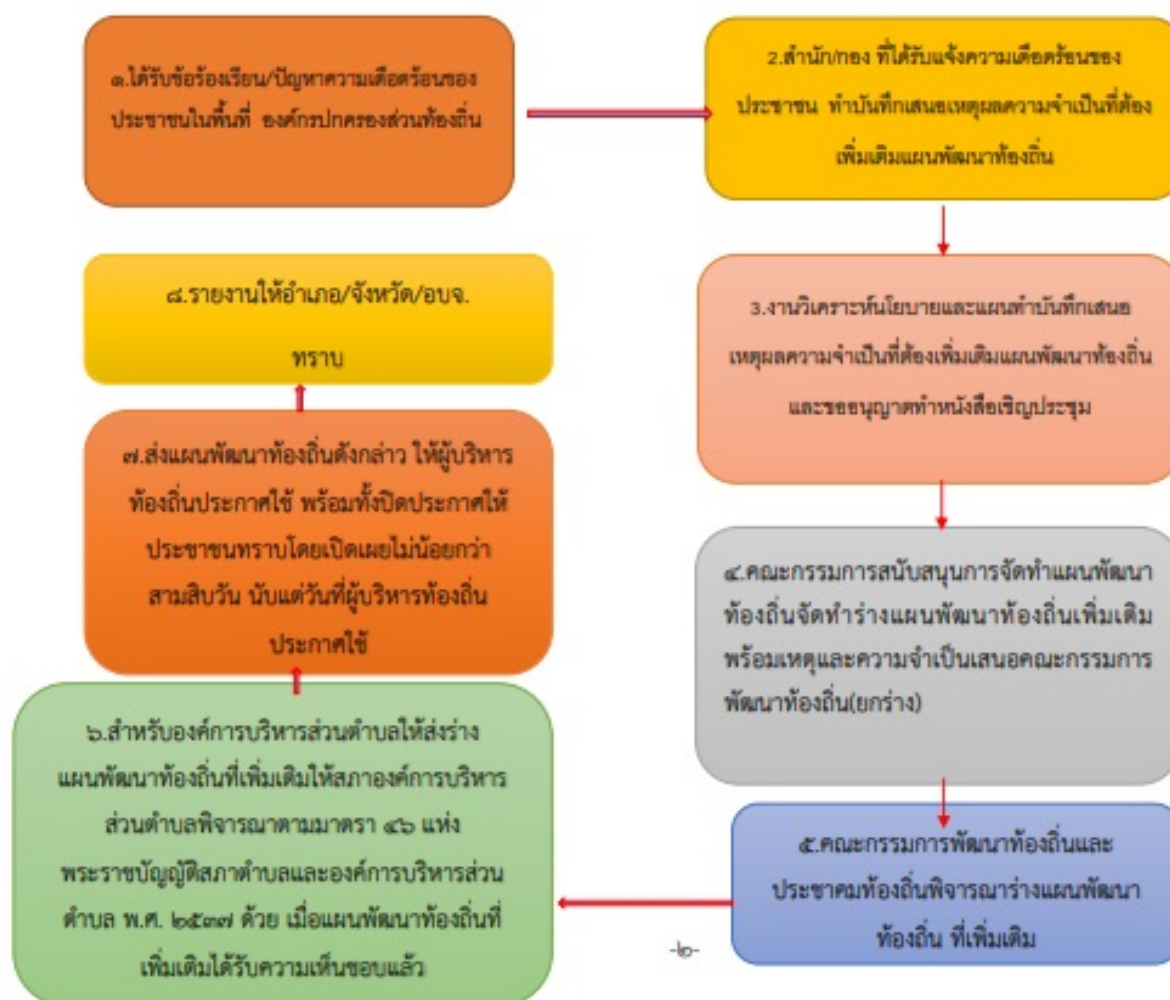 ๑.ได้รับข้อร้องเรียน/ปัญหาความเดือดร้อนของ
ประชาชนในพื้นที่ องค์กรปกครองส่วนท้องถิ่น
2.สำนัก/กอง ที่ได้รับแจ้งความเดือดร้อนของ
ประชาชน ทำบันทึกเสนอเหตุผลความจำเป็นที่ต้อง
เพิ่มเติมแผนพัฒนาท้องถิ่น
3.งานวิเคราะห์นโยบายและแผนทำบันทึกเสนอ
เหตุผลความจำเป็นที่ต้องเพิ่มเติมแผนพัฒนาท้องถิ่น
และขออนุญาตทำหนังสือเชิญประชุม
๔.คณะกรรมการสนับสนุนการจัดทำแผนพัฒนา
ท้องถิ่นจัดทำร่างแผนพัฒนาท้องถิ่นเพิ่มเติม
พร้อมเหตุและความจำเป็นเสนอคณะกรรมการ
พัฒนาท้องถิ่น(ยกร่าง)
๕.คณะกรรมการพัฒนาท้องถิ่นและ
ประชาคมท้องถิ่นพิจารณาร่างแผนพัฒนา
ท้องถิ่น ที่เพิ่มเติม
๖.สำหรับองค์การบริหารส่วนตำบลให้ส่งร่าง
แผนพัฒนาท้องถิ่นที่เพิ่มเติมให้สภาองค์การบริหาร
ส่วนตำบลพิจารณาตามมาตรา ๔๖ แห่ง
พระราชบัญญัติสภาตำบลและองค์การบริหารส่วน
ตำบล พ.ศ. ๒๕๓๗ ด้วย เมื่อแผนพัฒนาท้องถิ่นที่
เพิ่มเติมได้รับความเห็นชอบแล้ว
๗.ส่งแผนพัฒนาท้องถิ่นดังกล่าว ให้ผู้บริหาร
ท้องถิ่นประกาศใช้ พร้อมทั้งปิดประกาศให้
ประชาชนทราบโดยเปิดเผยไม่น้อยกว่า
สามสิบวัน นับแต่วันที่ผู้บริหารท้องถิ่น
ประกาศใช้
๘.รายงานให้อำเภอ/จังหวัด/อบจ.
ทราบ
-๒-